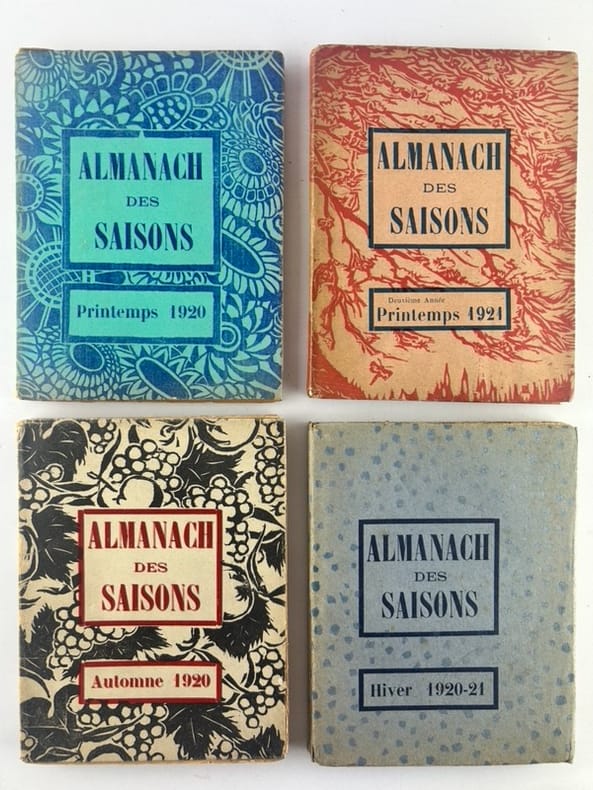 ALMANACH
DES
SAISONS
Printemps 1920
ALMANACH
DES
SAISONS
Deuxième Année
Printemps 1921
ALMANACH
DES
SAISONS
Automne 1920
ALMANACH
DES
SAISONS
Hiver 1920-21